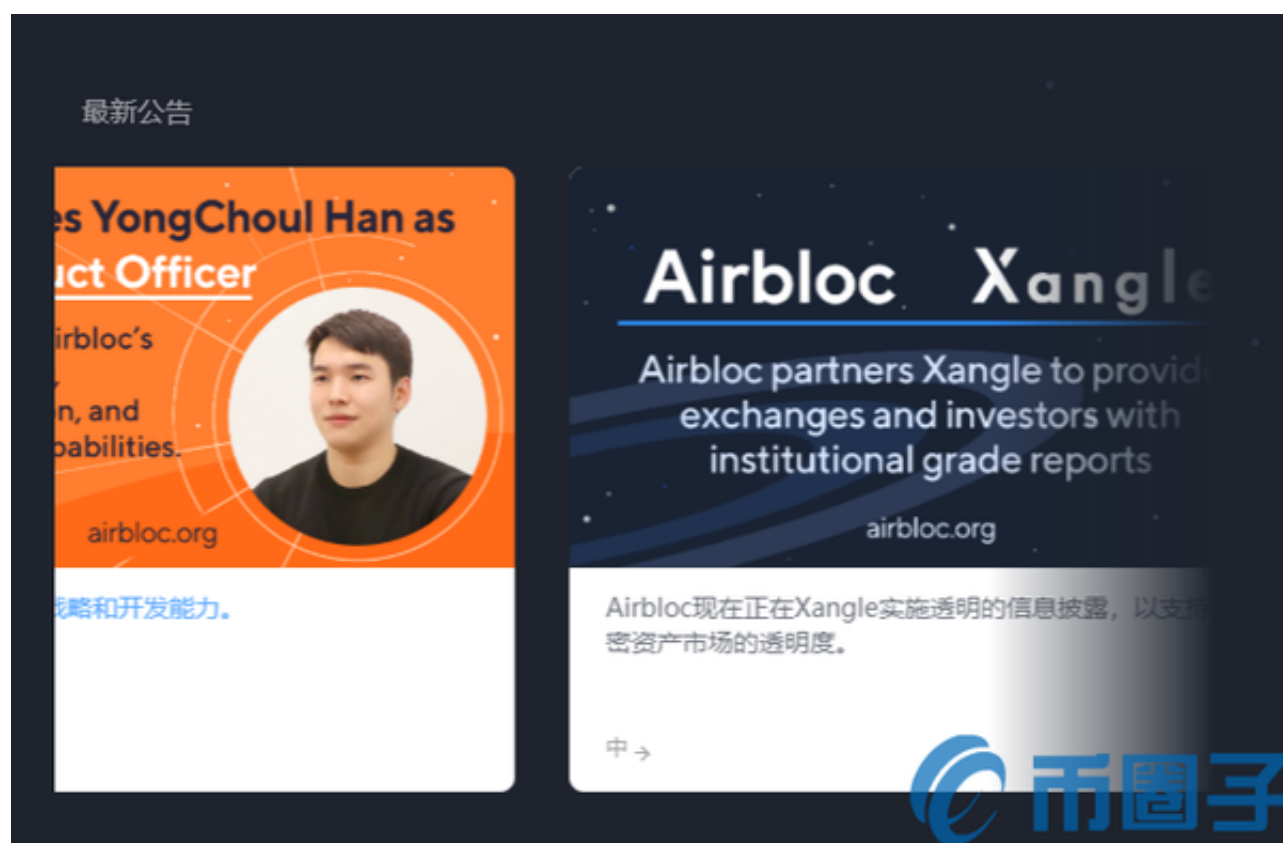 最新公告
es YongChoul Han as
uct Officer
irbloc's
n, and
pabilities.
airbloc.org
战略和开发能力。
Airbloc Xangle
Airbloc partners Xangle to provide
exchanges and investors with
institutional grade reports
airbloc.org
Airbloc现在正在Xangle实施透明的信息披露，以支持
密资产市场的透明度。
中 →
币圈子